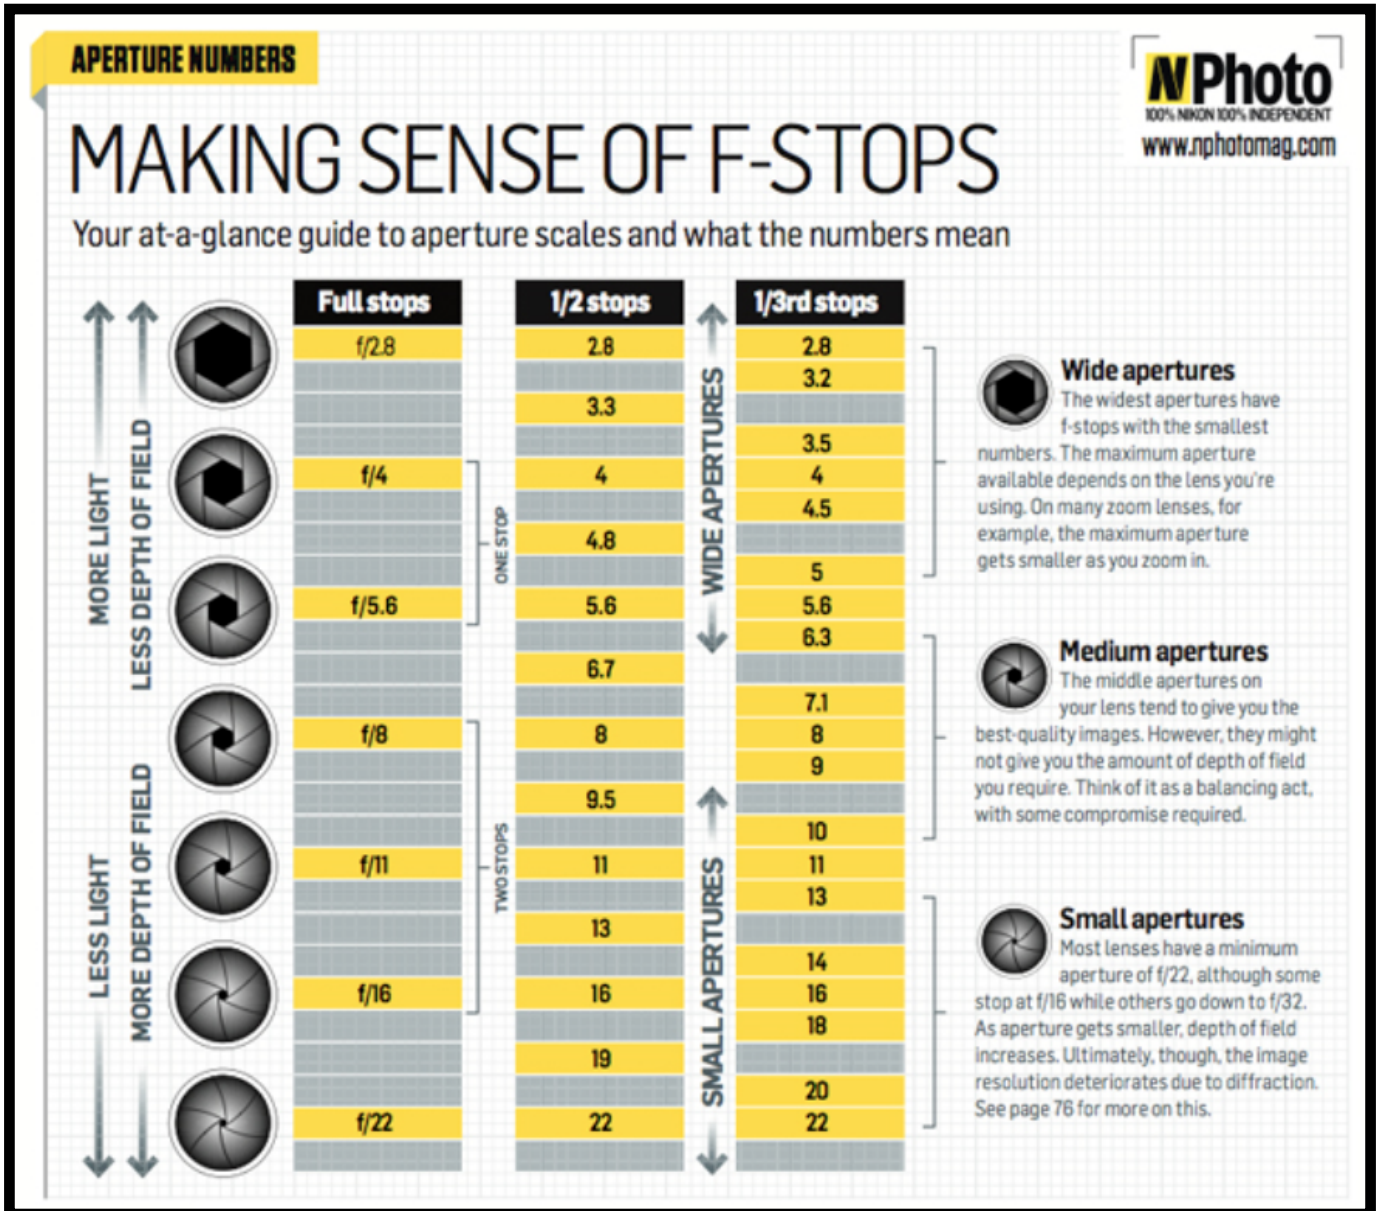 APERTURE NUMBERS
NPhoto
100% NIKON 100% INDEPENDENT
www.nphotomag.com
MAKING SENSE OF F-STOPS
Your at-a-glance guide to aperture scales and what the numbers mean
MORE LIGHT
LESS DEPTH OF FIELD
LESS LIGHT
MORE DEPTH OF FIELD
Full stops
f/2.8
f/4
f/5.6
f/8
f/11
f/16
f/22
ONE STOP
TWO STOPS
1/2 stops
2.8
3.3
4
4.8
5.6
6.7
8
9.5
11
13
16
19
22
WIDE APERTURES
SMALL APERTURES
1/3rd stops
2.8
3.2
3.5
4
4.5
5
5.6
6.3
7.1
8
9
10
11
13
14
16
18
20
22
Wide apertures
The widest apertures have
f-stops with the smallest
numbers. The maximum aperture
available depends on the lens you're
using. On many zoom lenses, for
example, the maximum aperture
gets smaller as you zoom in.
Medium apertures
The middle apertures on
your lens tend to give you the
best-quality images. However, they might
not give you the amount of depth of field
you require. Think of it as a balancing act,
with some compromise required.
Small apertures
Most lenses have a minimum
aperture of f/22, although some
stop at f/16 while others go down to f/32.
As aperture gets smaller, depth of field
increases. Ultimately, though, the image
resolution deteriorates due to diffraction.
See page 76 for more on this.